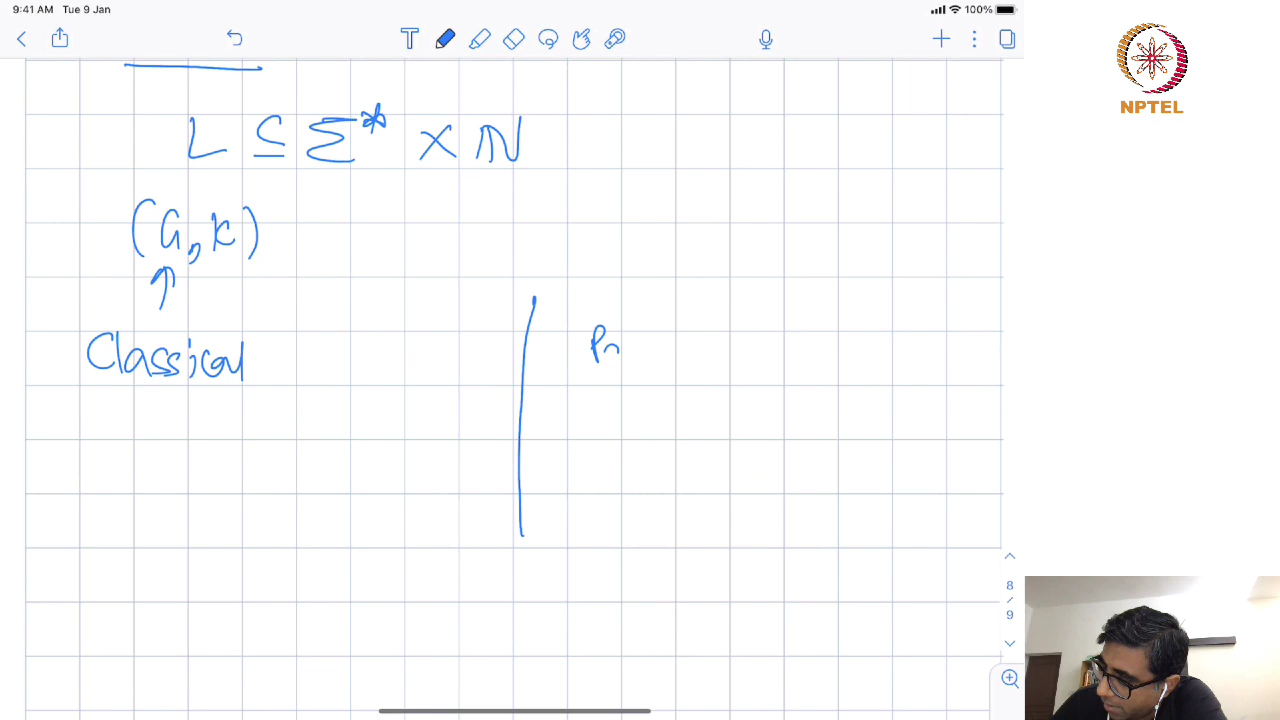 9:41 AM Tue 9 Jan
100%
T
NPTEL
L ⊆ Σ* × ℕ
(G, k)
↑
Classical
8
/
9